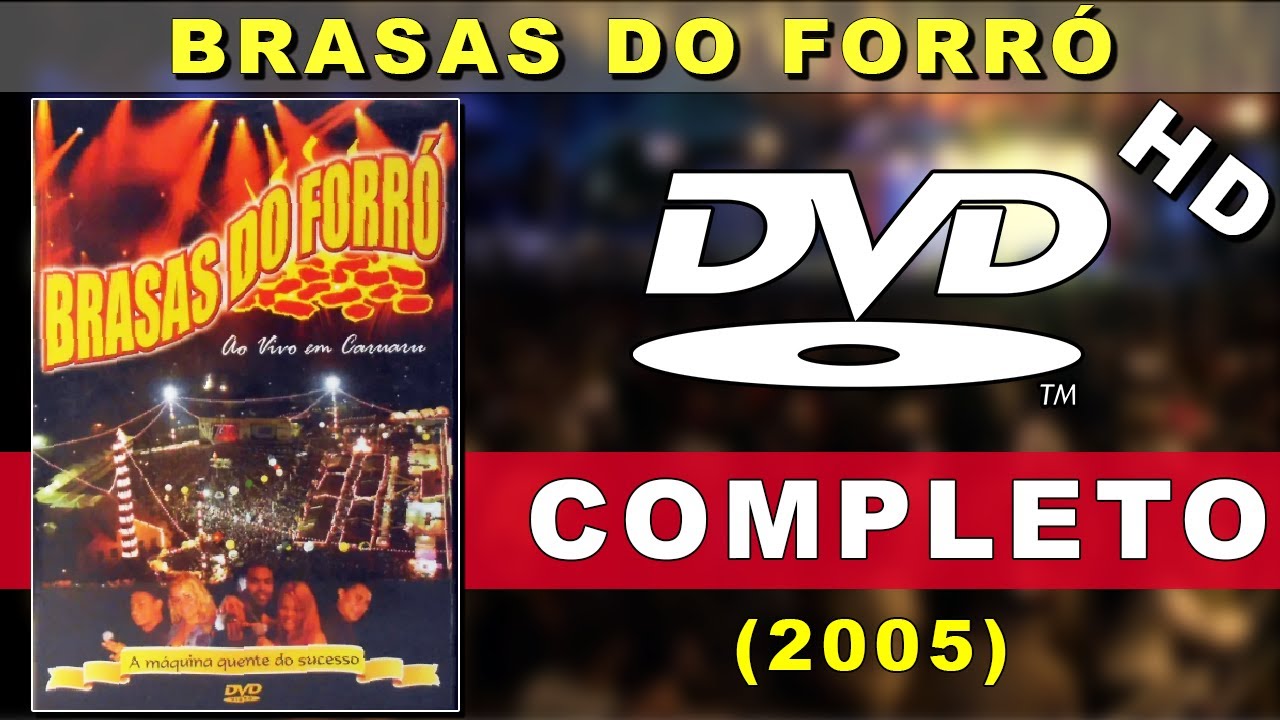 BRASAS DO FORRÓ
HD
BRASAS DO FORRÓ
Ao Vivo em Caruaru
A máquina quente do sucesso
DVD
VIDEO
DVD
TM
COMPLETO
(2005)